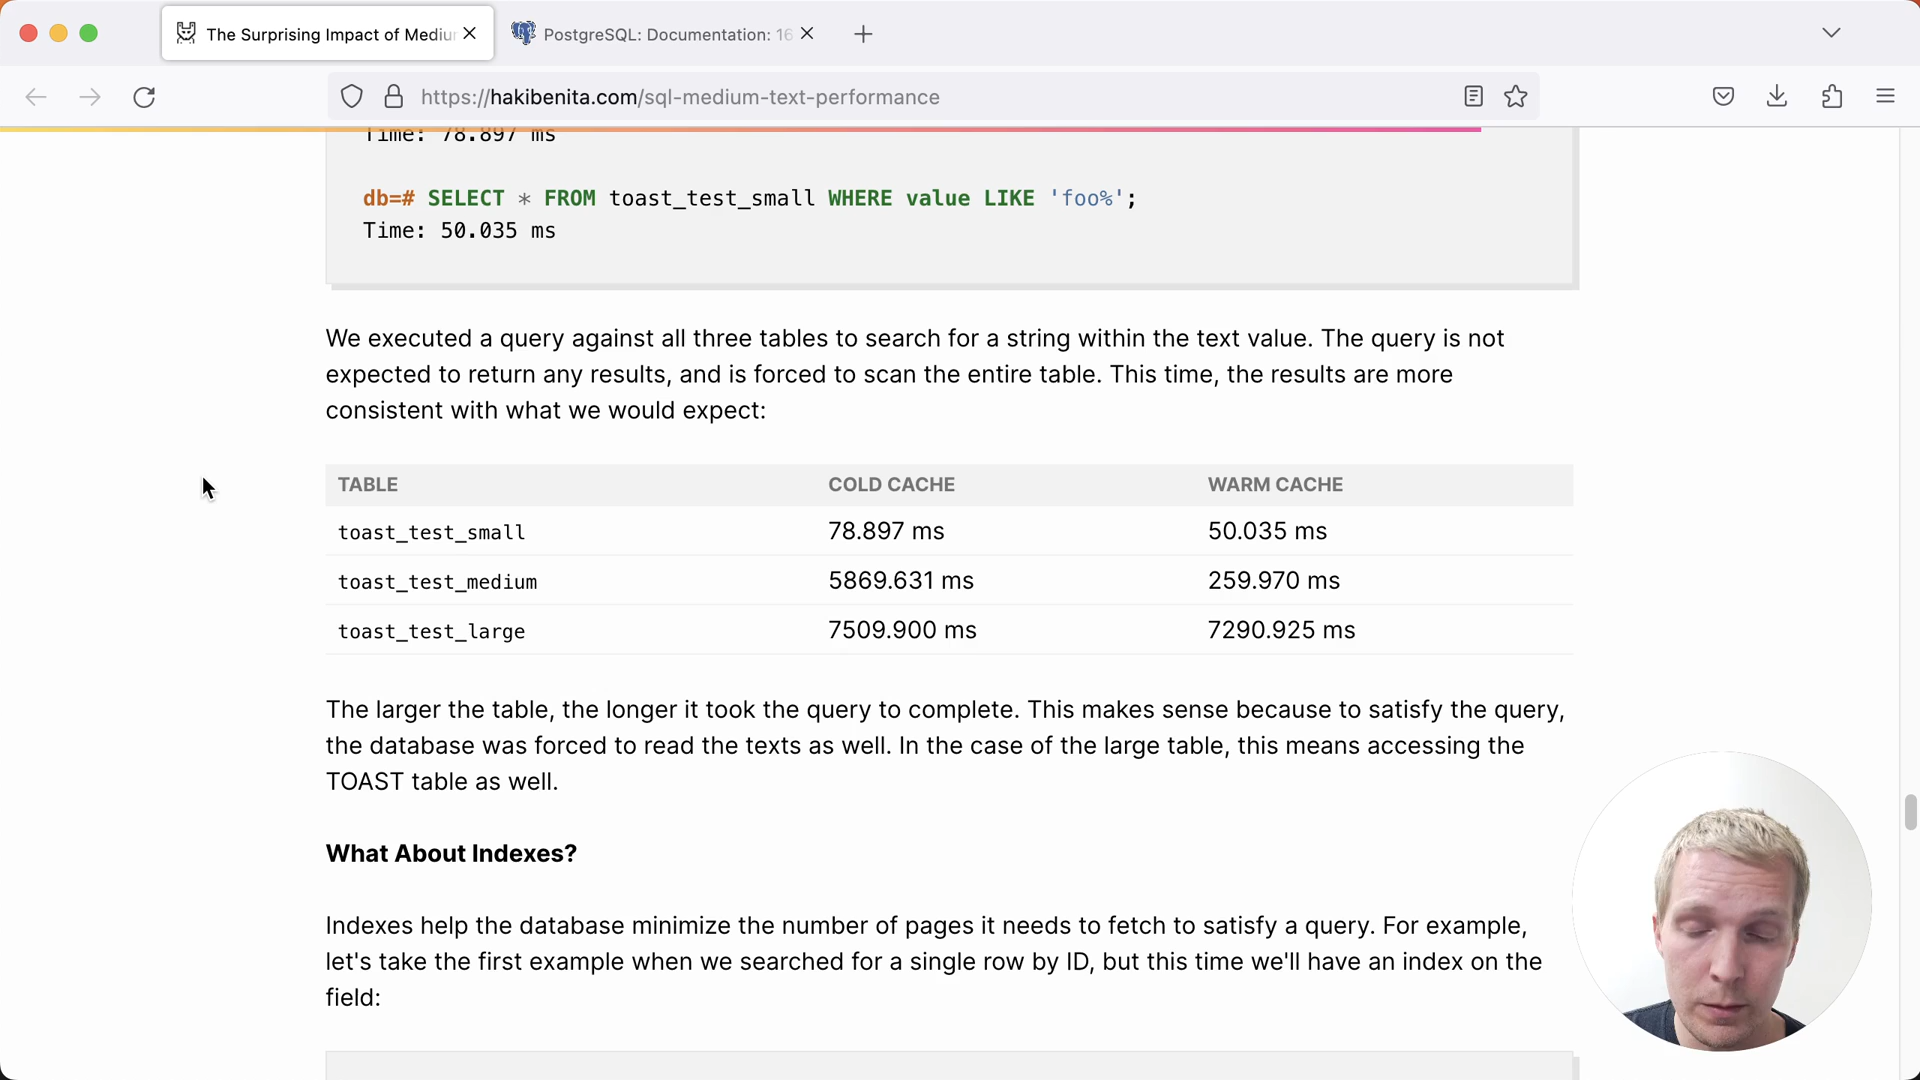 The Surprising Impact of Mediu
PostgreSQL: Documentation: 16
https://hakibenita.com/sql-medium-text-performance
Time: 78.897 ms
db=# SELECT * FROM toast_test_small WHERE value LIKE 'foo%';
Time: 50.035 ms
We executed a query against all three tables to search for a string within the text value. The query is not
expected to return any results, and is forced to scan the entire table. This time, the results are more
consistent with what we would expect:
TABLE COLD CACHE WARM CACHE
toast_test_small 78.897 ms 50.035 ms
toast_test_medium 5869.631 ms 259.970 ms
toast_test_large 7509.900 ms 7290.925 ms
The larger the table, the longer it took the query to complete. This makes sense because to satisfy the query,
the database was forced to read the texts as well. In the case of the large table, this means accessing the
TOAST table as well.
What About Indexes?
Indexes help the database minimize the number of pages it needs to fetch to satisfy a query. For example,
let's take the first example when we searched for a single row by ID, but this time we'll have an index on the
field: